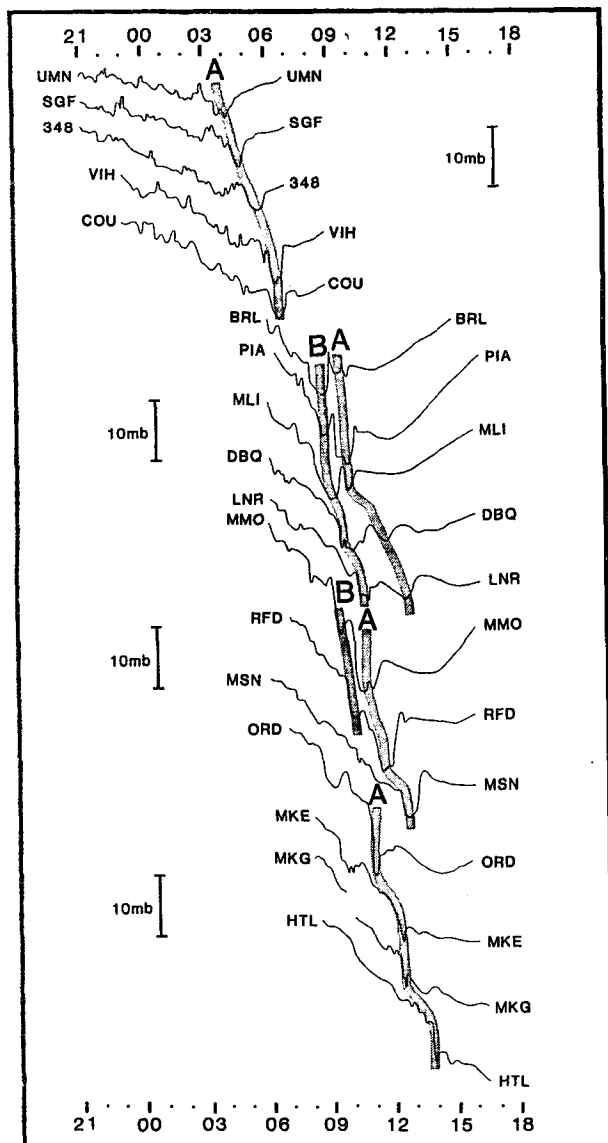 21 00 03 06 09 12 15 18
A
UMN UMN
SGF SGF
348
10mb
348
VIH
VIH
COU
COU
BRL BRL
B A
PIA PIA
MLI
10mb MLI
DBQ
DBQ
LNR
MMO LNR
B
RFD A MMO
10mb
MSN
RFD
ORD
MSN
A
MKE
MKG ORD
10mb
HTL
MKE
MKG
HTL
21 00 03 06 09 12 15 18